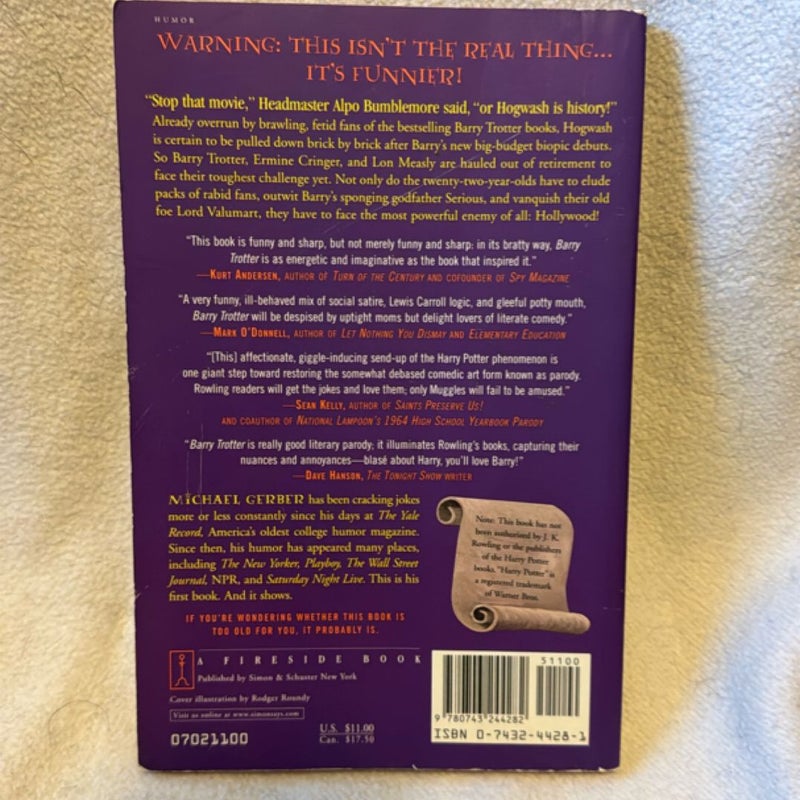 HUMOR
WARNING: THIS ISN'T THE REAL THING...
IT'S FUNNIER!
"Stop that movie," Headmaster Alpo Bumblemore said, "or Hogwash is history!"
Already overrun by brawling, fetid fans of the bestselling Barry Trotter books, Hogwash
is certain to be pulled down brick by brick after Barry's new big-budget biopic debuts.
So Barry Trotter, Ermine Cringer, and Lon Measly are hauled out of retirement to
face their toughest challenge yet. Not only do the twenty-two-year-olds have to elude
packs of rabid fans, outwit Barry's sponging godfather Serious, and vanquish their old
foe Lord Valumart, they have to face the most powerful enemy of all: Hollywood!
"This book is funny and sharp, but not merely funny and sharp: in its bratty way, Barry
Trotter is as energetic and imaginative as the book that inspired it."
—KURT ANDERSEN, AUTHOR OF TURN OF THE CENTURY AND COFOUNDER OF SPY MAGAZINE
"A very funny, ill-behaved mix of social satire, Lewis Carroll logic, and gleeful potty mouth,
Barry Trotter will be despised by uptight moms but delight lovers of literate comedy."
—MARK O'DONNELL, AUTHOR OF LET NOTHING YOU DISMAY AND ELEMENTARY EDUCATION
"[This] affectionate, giggle-inducing send-up of the Harry Potter phenomenon is
one giant step toward restoring the somewhat debased comedic art form known as parody.
Rowling readers will get the jokes and love them; only Muggles will fail to be amused."
—SEAN KELLY, AUTHOR OF SAINTS PRESERVE US!
AND COAUTHOR OF NATIONAL LAMPOON'S 1964 HIGH SCHOOL YEARBOOK PARODY
"Barry Trotter is really good literary parody; it illuminates Rowling's books, capturing their
nuances and annoyances—blasé about Harry, you'll love Barry!"
—DAVE HANSON, THE TONIGHT SHOW WRITER
MICHAEL GERBER has been cracking jokes
more or less constantly since his days at The Yale
Record, America's oldest college humor magazine.
Since then, his humor has appeared many places,
including The New Yorker, Playboy, The Wall Street
Journal, NPR, and Saturday Night Live. This is his
first book. And it shows.
IF YOU'RE WONDERING WHETHER THIS BOOK IS
TOO OLD FOR YOU, IT PROBABLY IS.
Note: This book has not
been authorized by J. K.
Rowling or the publishers
of the Harry Potter
books. "Harry Potter" is
a registered trademark
of Warner Bros.
A FIRESIDE BOOK
Published by Simon & Schuster New York
Cover illustration by Rodger Roundy
Visit us online at www.simonsays.com
07021100
U.S. $11.00
Can. $17.50
51100
9 780743 244282
ISBN 0-7432-4428-1